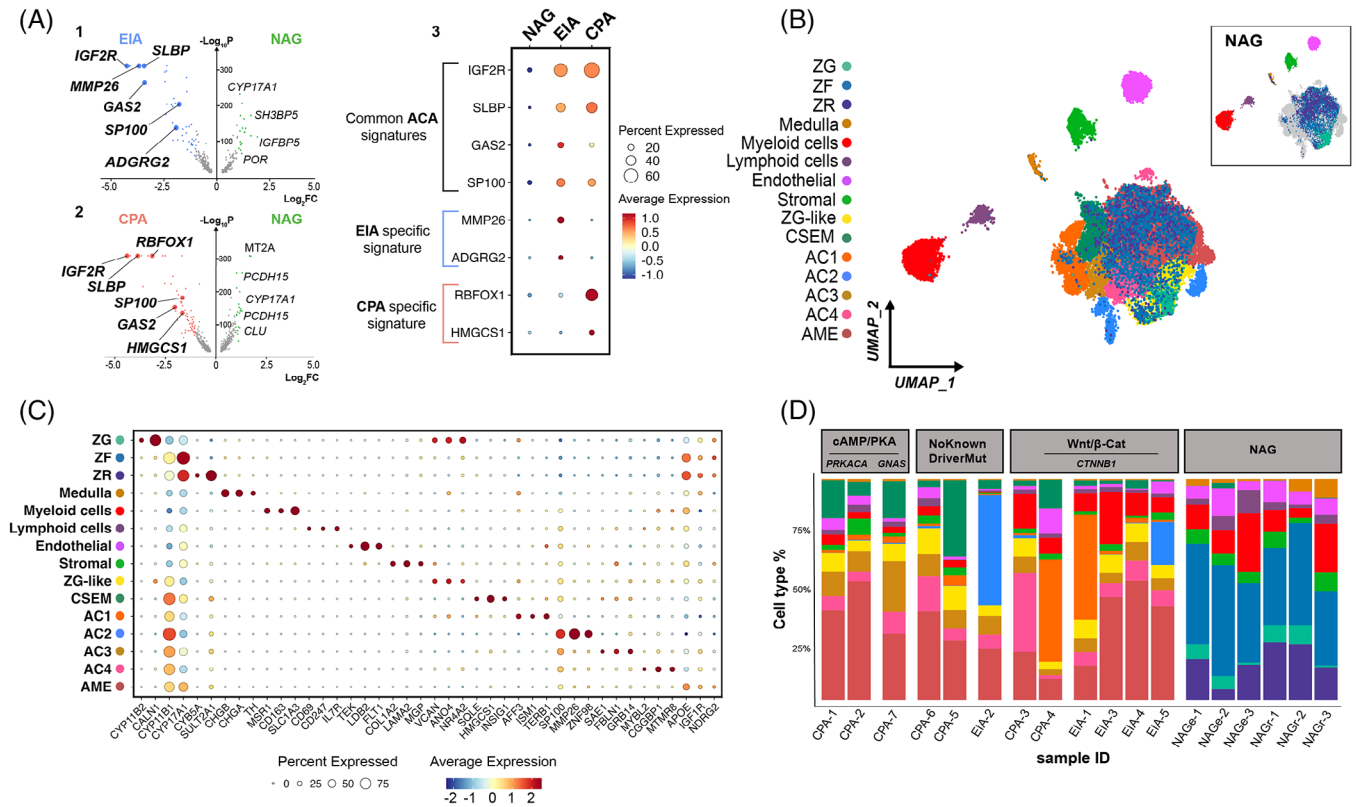 (A)
1
EIA
-Log10P
NAG
IGF2R
SLBP
MMP26
GAS2
SP100
ADGRG2
CYP17A1
SH3BP5
IGFBP5
POR
300
200
100
-5.0 -2.5 0 2.5 5.0
Log2FC
2
CPA
-Log10P
NAG
RBFOX1
IGF2R
SLBP
SP100
GAS2
HMGCS1
MT2A
PCDH15
CYP17A1
PCDH15
CLU
300
200
100
-5.0 -2.5 0 2.5 5.0
Log2FC
3
NAG EIA CPA
Common ACA
signatures
EIA specific
signature
CPA specific
signature
IGF2R
SLBP
GAS2
SP100
MMP26
ADGRG2
RBFOX1
HMGCS1
Percent Expressed
20
40
60
Average Expression
1.0
0.5
0.0
-0.5
-1.0
(B)
ZG
ZF
ZR
Medulla
Myeloid cells
Lymphoid cells
Endothelial
Stromal
ZG-like
CSEM
AC1
AC2
AC3
AC4
AME
UMAP_2
UMAP_1
NAG
(C)
ZG
ZF
ZR
Medulla
Myeloid cells
Lymphoid cells
Endothelial
Stromal
ZG-like
CSEM
AC1
AC2
AC3
AC4
AME
CYP11B2 CALN1 CYP11B1 CYP17A1 CYB5A SULT2A1 CHGB CHGA TH MSR1 CD163 SLC1A3 CD69 CD247 IL7R TEK LDB2 FLT1 COL1A2 LAMA2 MGP VCAN ANO4 NR4A2 SQLE HMGCS1 INSIG1 AFF3 ISM1 TERB1 SP100 MMP26 ZNF98 SAE1 FBLN1 GRB14 MYBL2 CGGBP1 MTMR6 APOE IGF1R NDRG2
Percent Expressed
0 25 50 75
Average Expression
-2 -1 0 1 2
(D)
cAMP/PKA
PRKACA GNAS
NoKnown
DriverMut
Wnt/β-Cat
CTNNB1
NAG
Cell type %
75%
50%
25%
CPA-1 CPA-2 CPA-7 CPA-6 CPA-5 EIA-2 CPA-3 CPA-4 EIA-1 EIA-3 EIA-4 EIA-5 NAGe-1 NAGe-2 NAGe-3 NAGr-1 NAGr-2 NAGr-3
sample ID